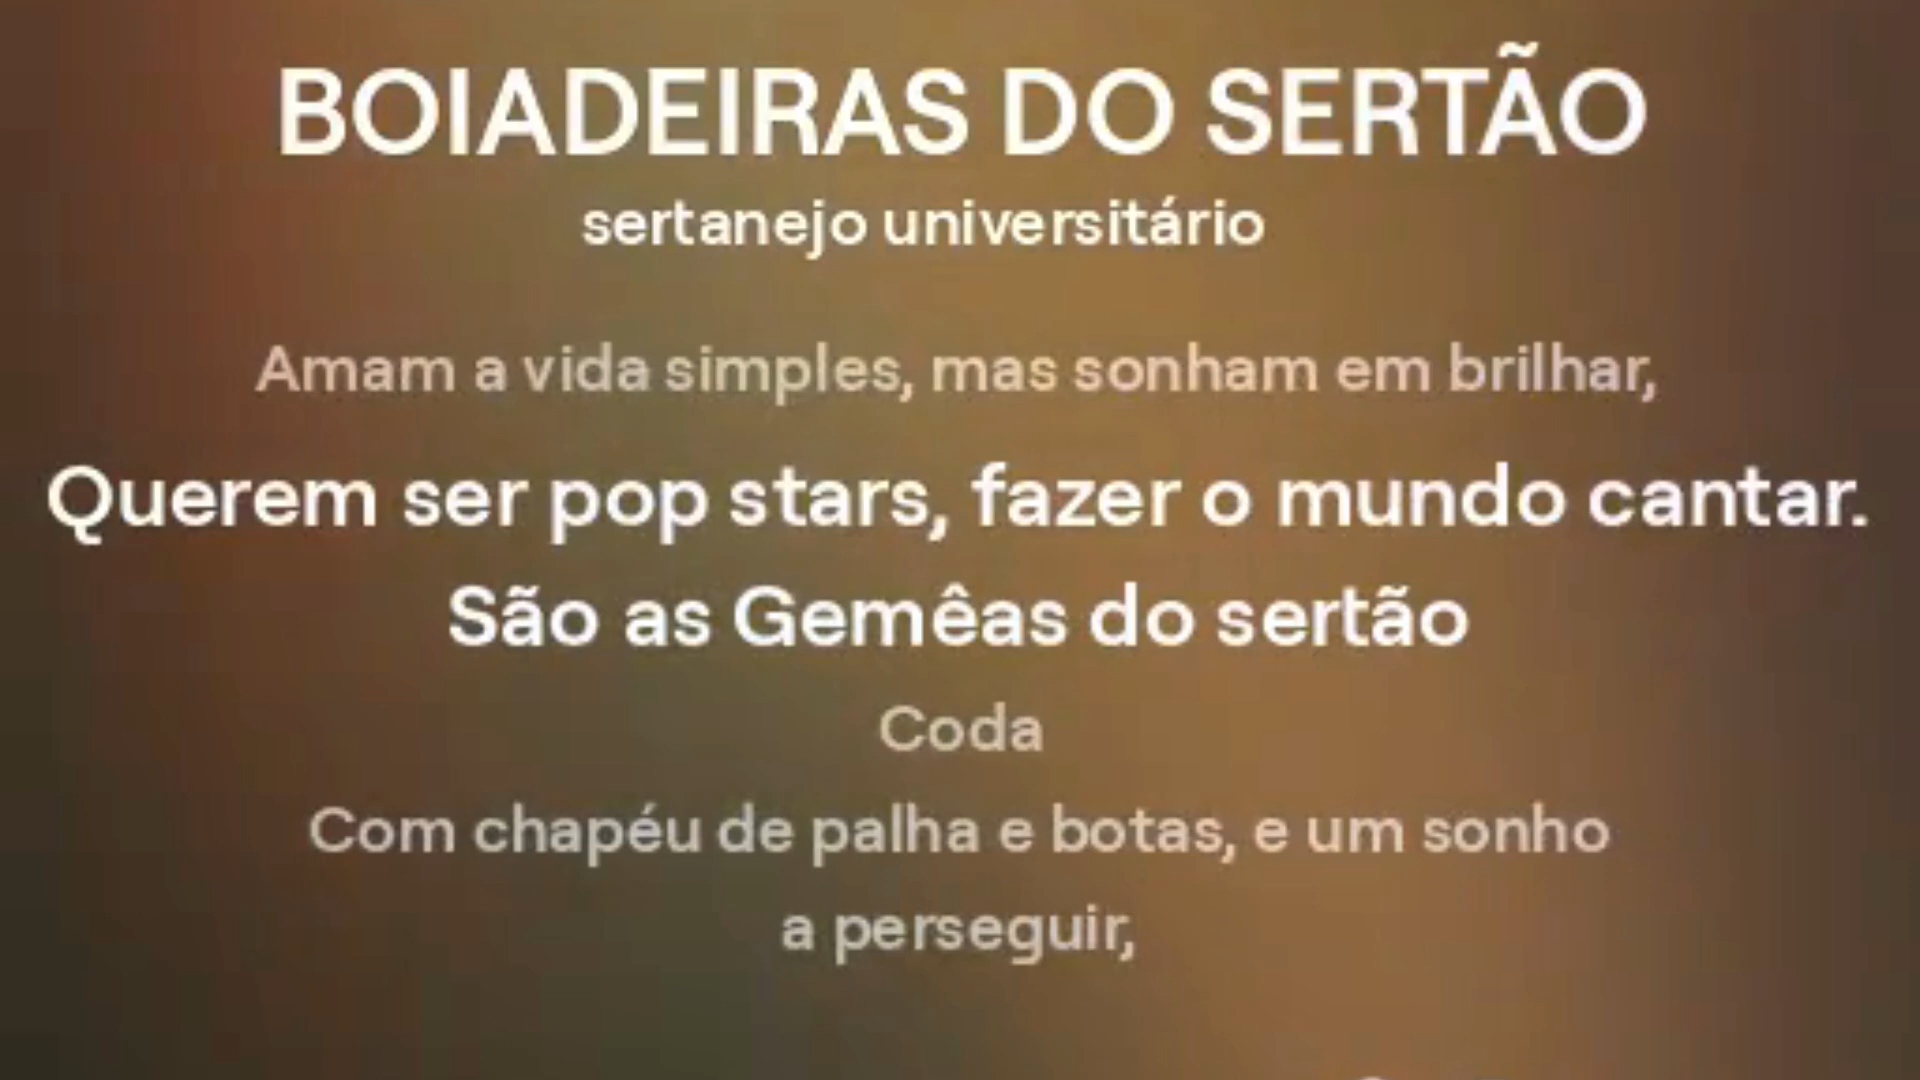 BOIADEIRAS DO SERTÃO
sertanejo universitário
Amam a vida simples, mas sonham em brilhar,
Querem ser pop stars, fazer o mundo cantar.
São as Gemêas do sertão
Coda
Com chapéu de palha e botas, e um sonho
a perseguir,